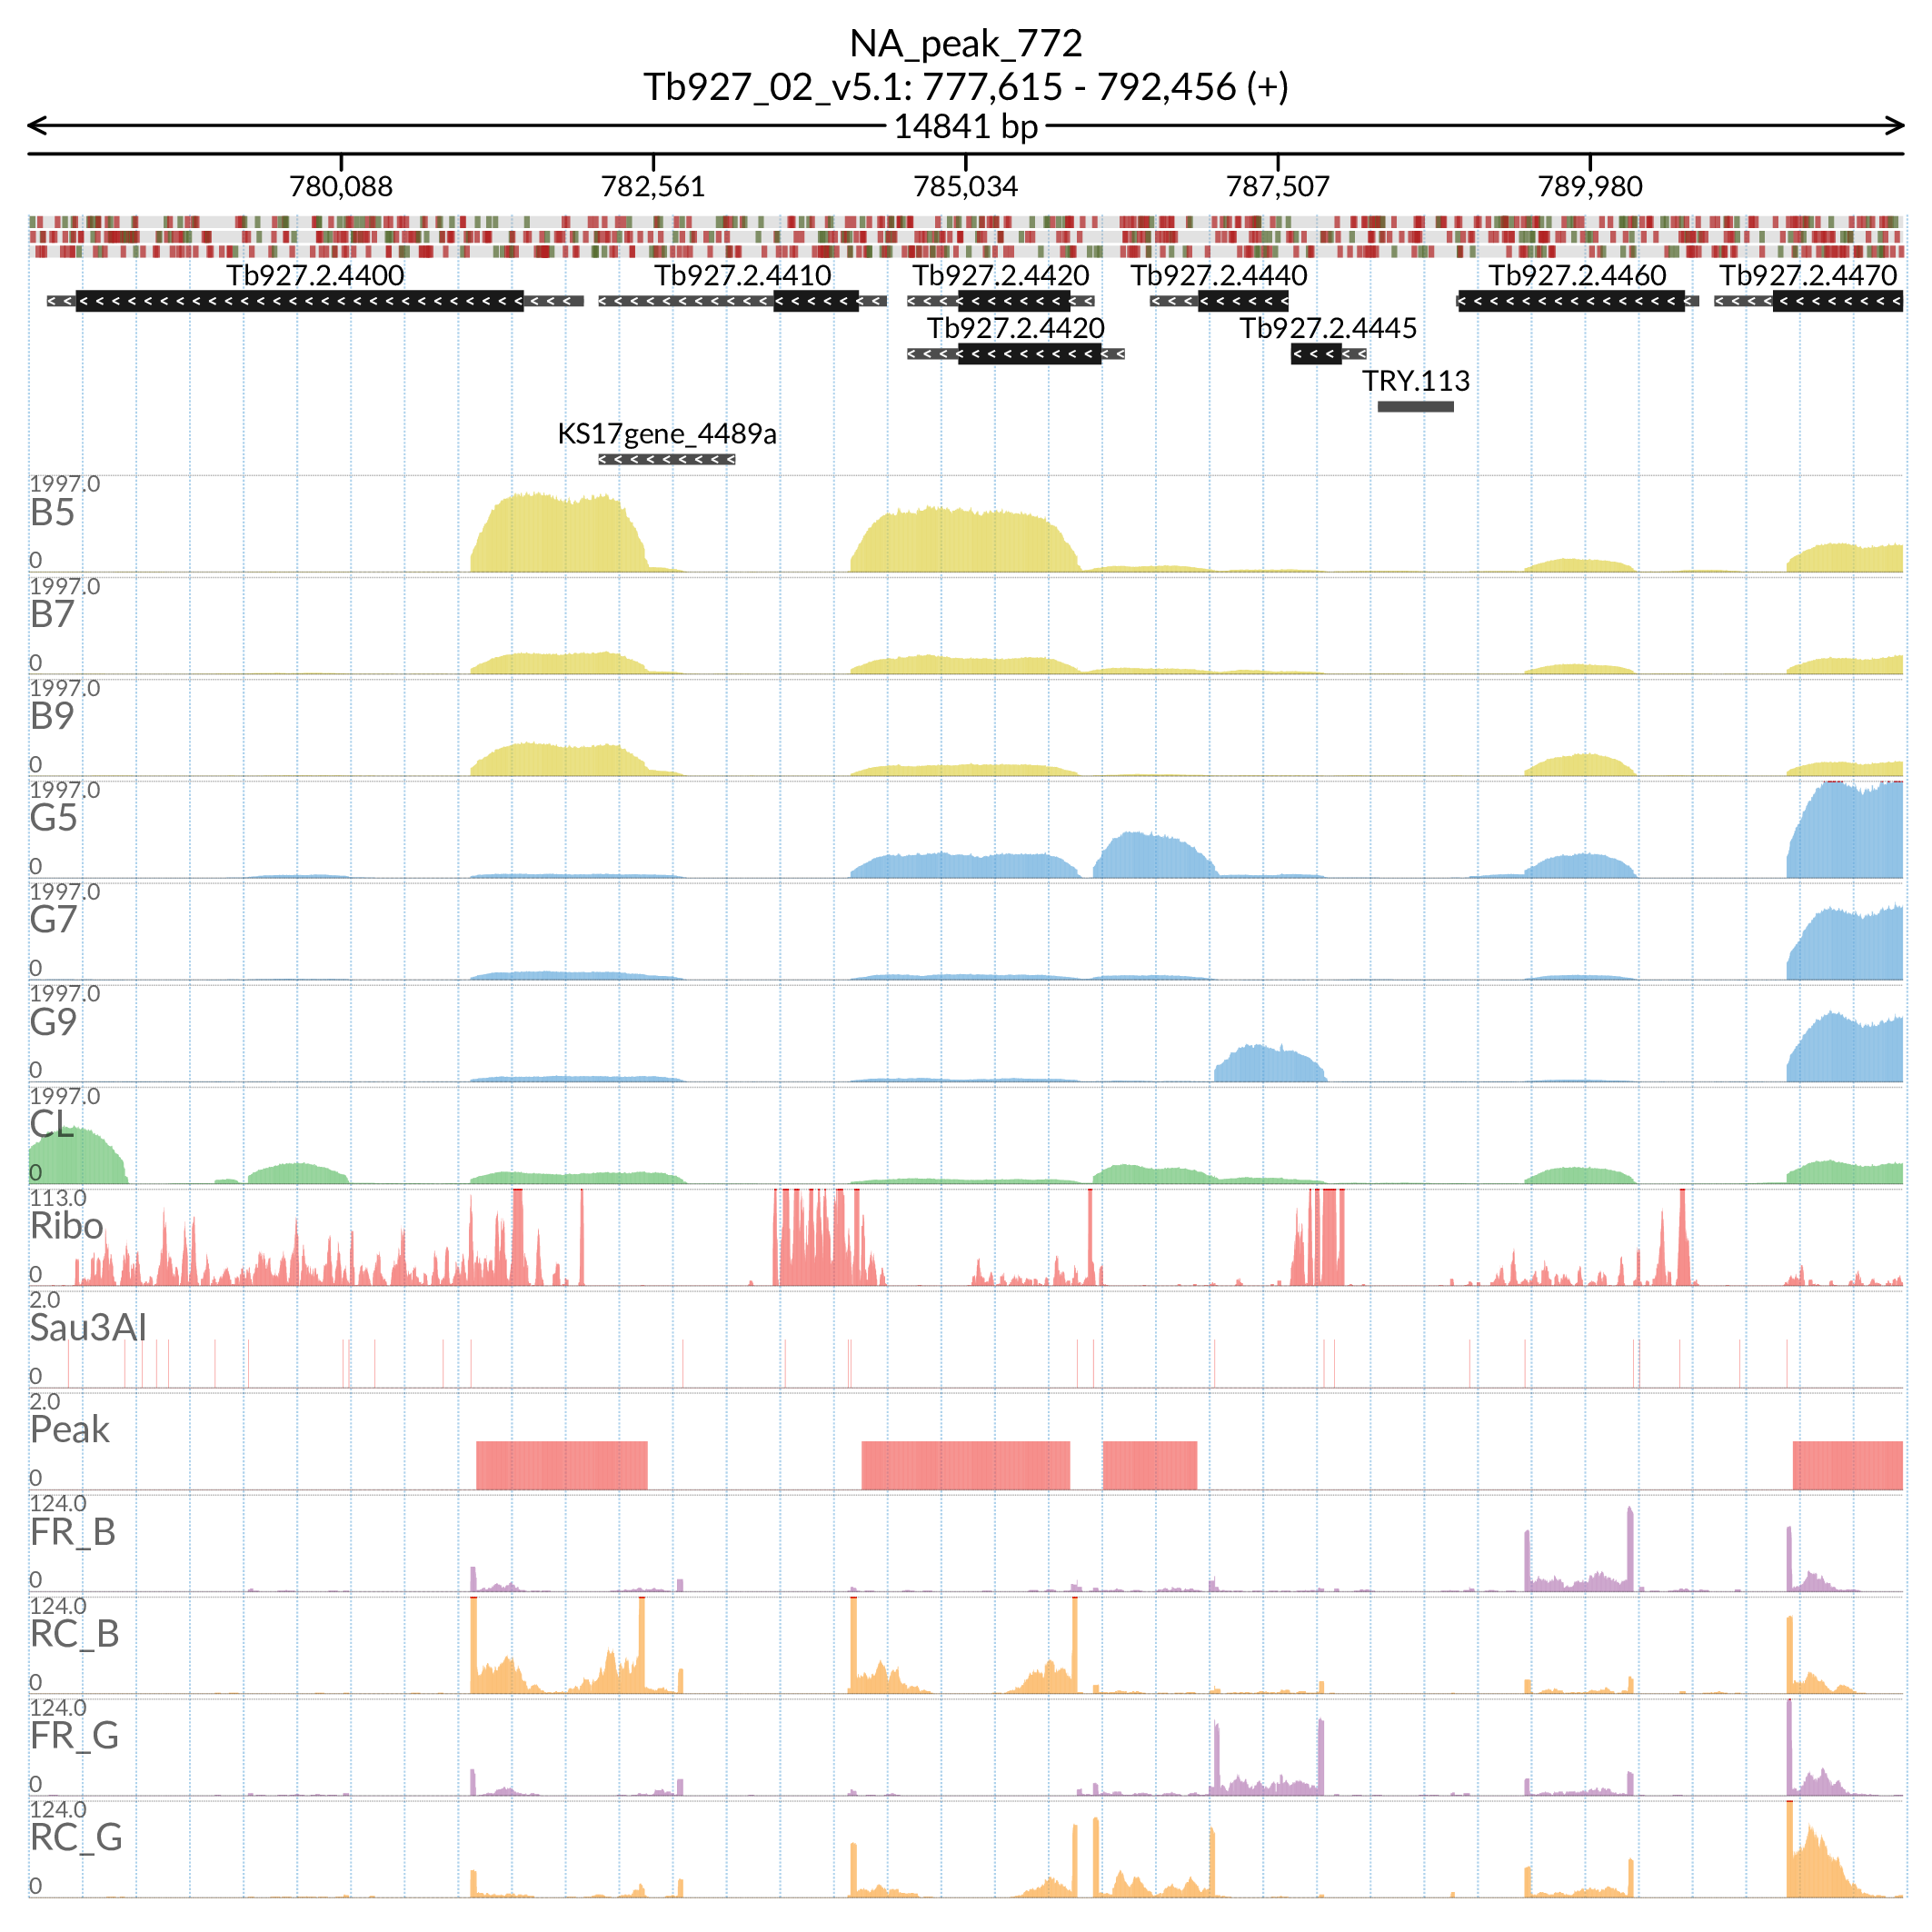 NA_peak_772
Tb927_02_v5.1: 777,615 - 792,456 (+)
14841 bp
780,088 782,561 785,034 787,507 789,980
Tb927.2.4400 Tb927.2.4410 Tb927.2.4420 Tb927.2.4440 Tb927.2.4460 Tb927.2.4470
Tb927.2.4420 Tb927.2.4445
TRY.113
KS17gene_4489a
1997.0
B5
0
1997.0
B7
0
1997.0
B9
0
1997.0
G5
0
1997.0
G7
0
1997.0
G9
0
1997.0
CL
0
113.0
Ribo
0
2.0
Sau3AI
0
2.0
Peak
0
124.0
FR_B
0
124.0
RC_B
0
124.0
FR_G
0
124.0
RC_G
0